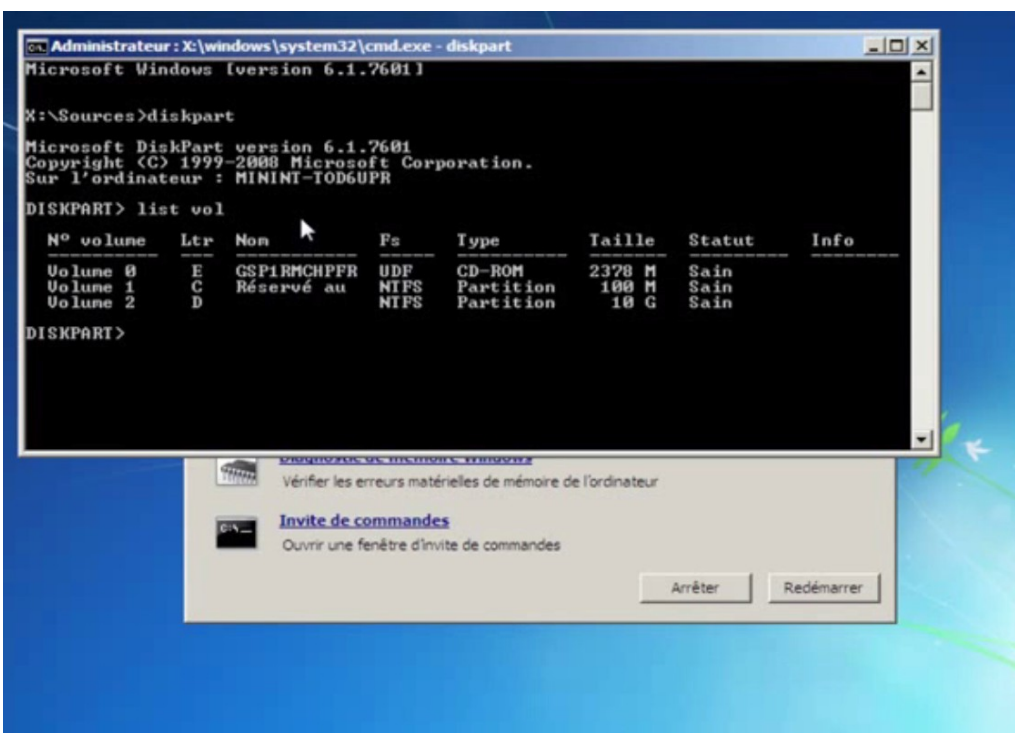 Administrateur : X:\windows\system32\cmd.exe - diskpart
Microsoft Windows [version 6.1.7601]
X:\Sources>diskpart
Microsoft DiskPart version 6.1.7601
Copyright (C) 1999-2008 Microsoft Corporation.
Sur l'ordinateur : MININT-TOD6UPR
DISKPART> list vol
N° volume Ltr Nom Fs Type Taille Statut Info
---------- --- ----------- ----- ---------- ------- --------- --------
Volume 0 E GSP1RMCHPFR UDF CD-ROM 2378 M Sain
Volume 1 C Réservé au NTFS Partition 100 M Sain
Volume 2 D NTFS Partition 10 G Sain
DISKPART>
Diagnostic de mémoire Windows
Vérifier les erreurs matérielles de mémoire de l'ordinateur
C:\_
Invite de commandes
Ouvrir une fenêtre d'invite de commandes
Arrêter Redémarrer